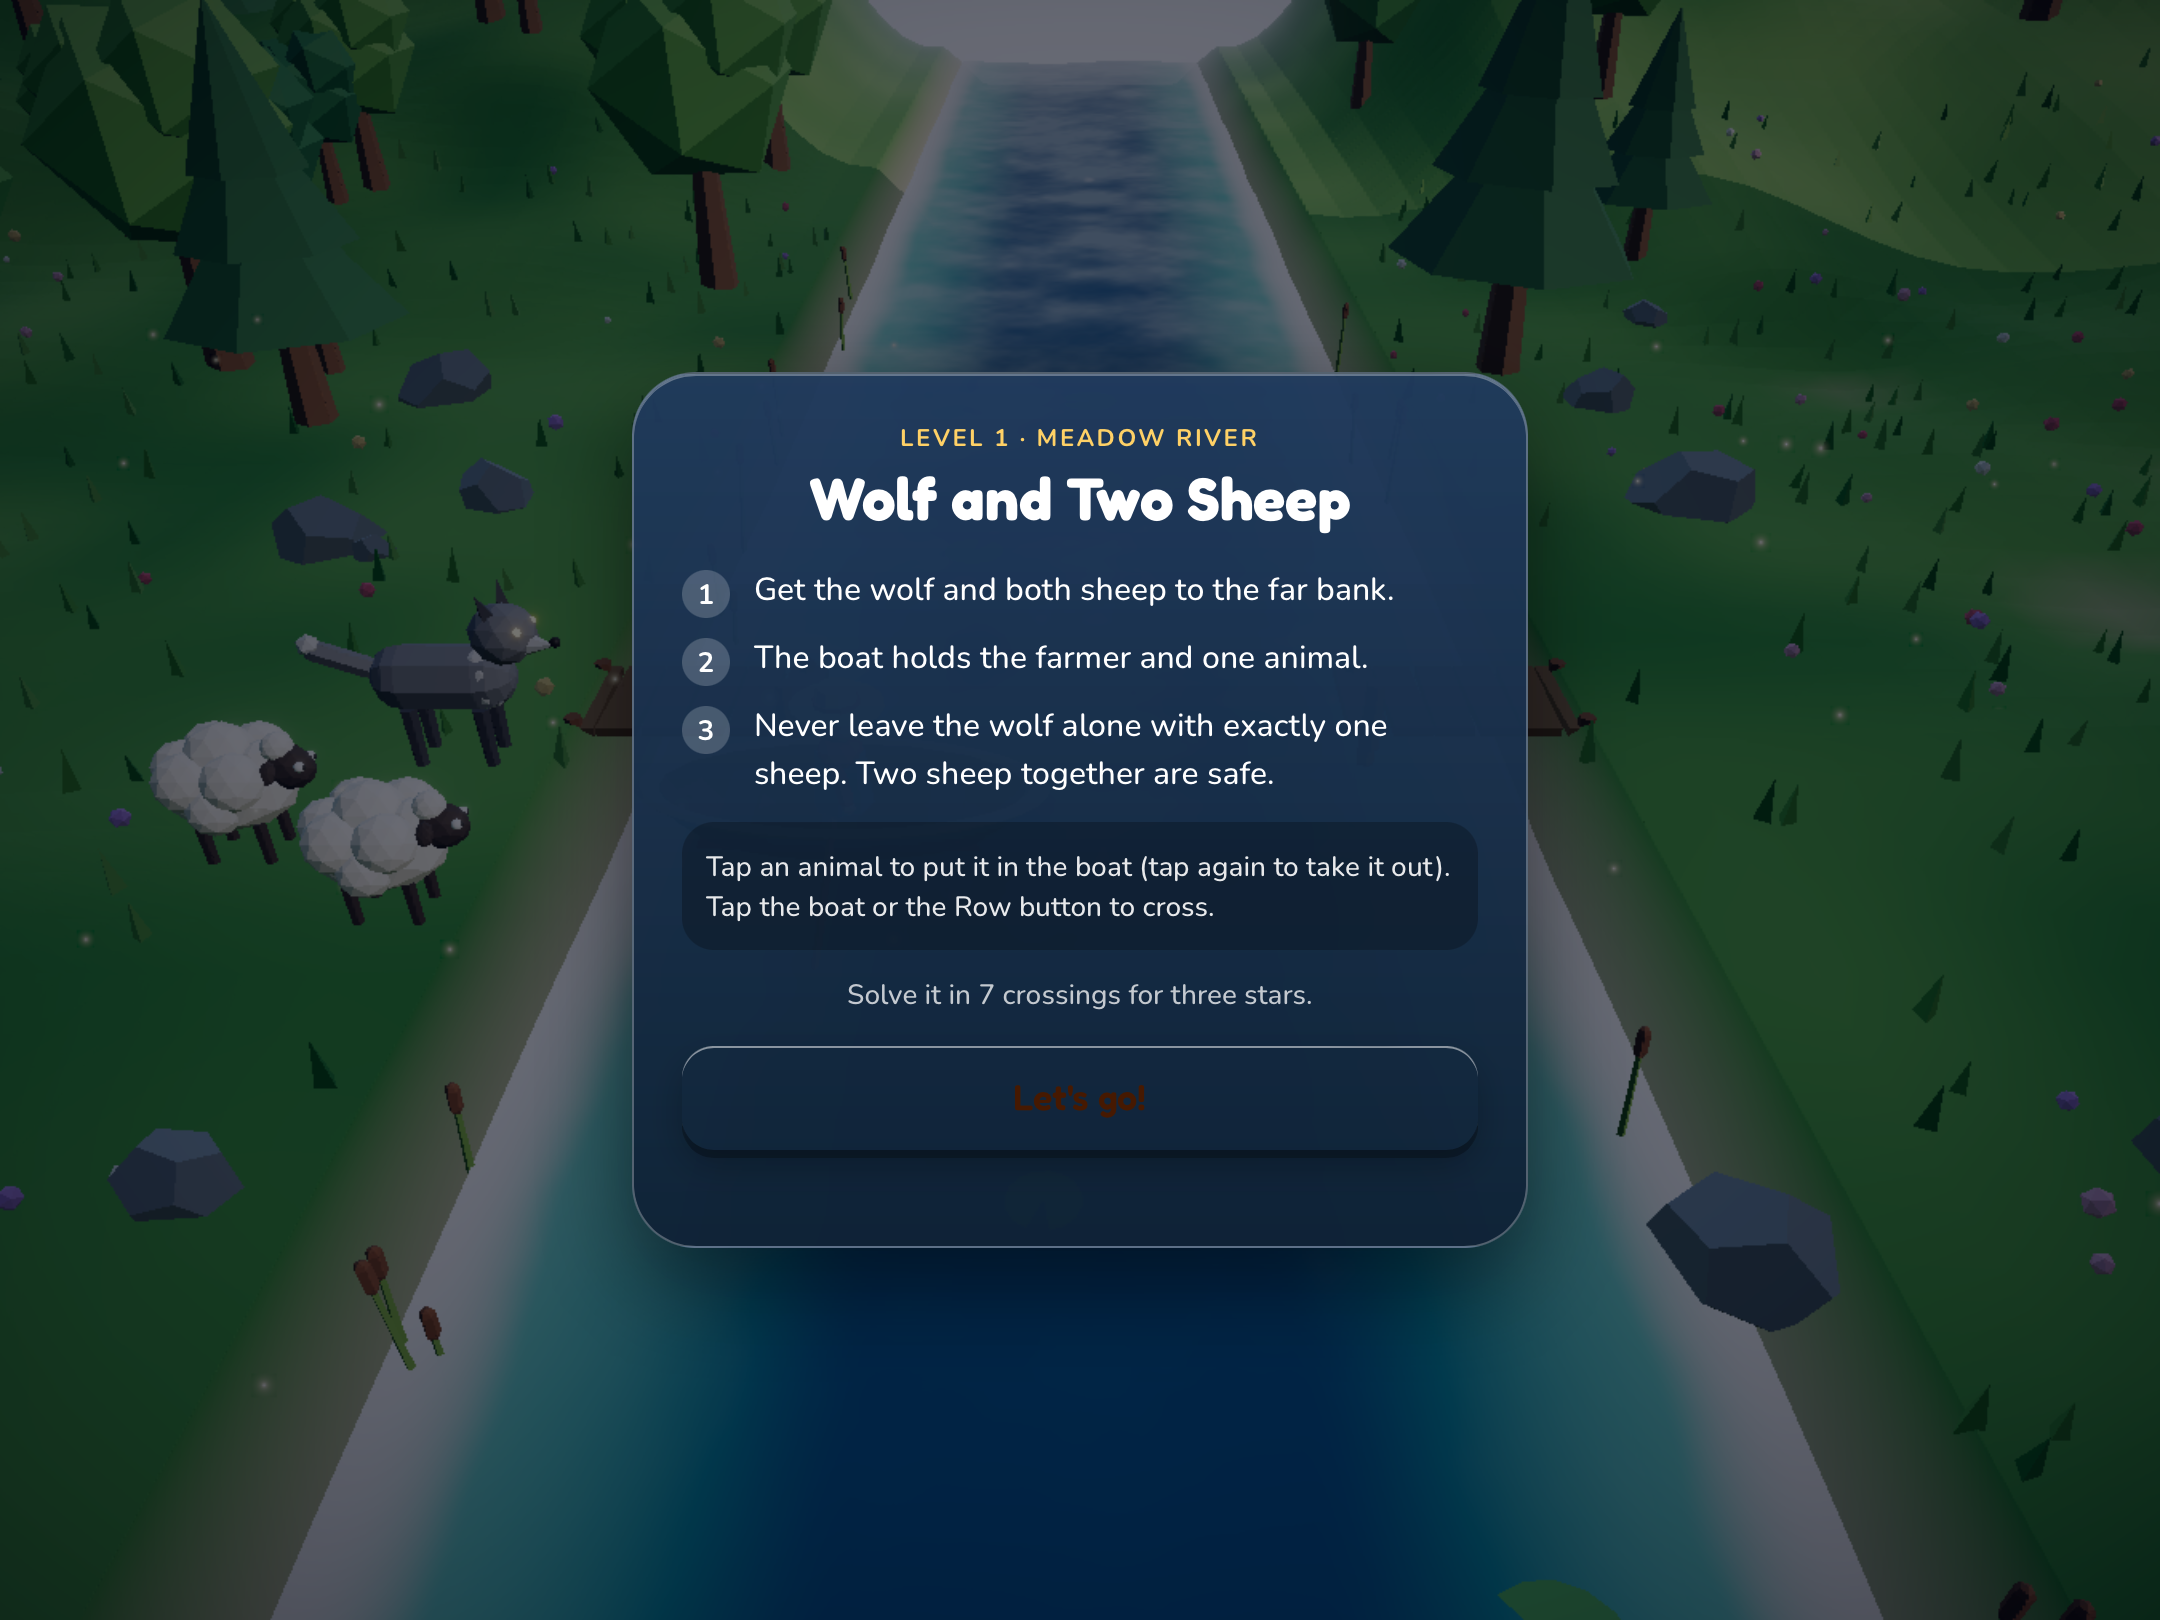 LEVEL 1 · MEADOW RIVER
Wolf and Two Sheep
1 Get the wolf and both sheep to the far bank.
2 The boat holds the farmer and one animal.
3 Never leave the wolf alone with exactly one
sheep. Two sheep together are safe.
Tap an animal to put it in the boat (tap again to take it out).
Tap the boat or the Row button to cross.
Solve it in 7 crossings for three stars.
Let's go!